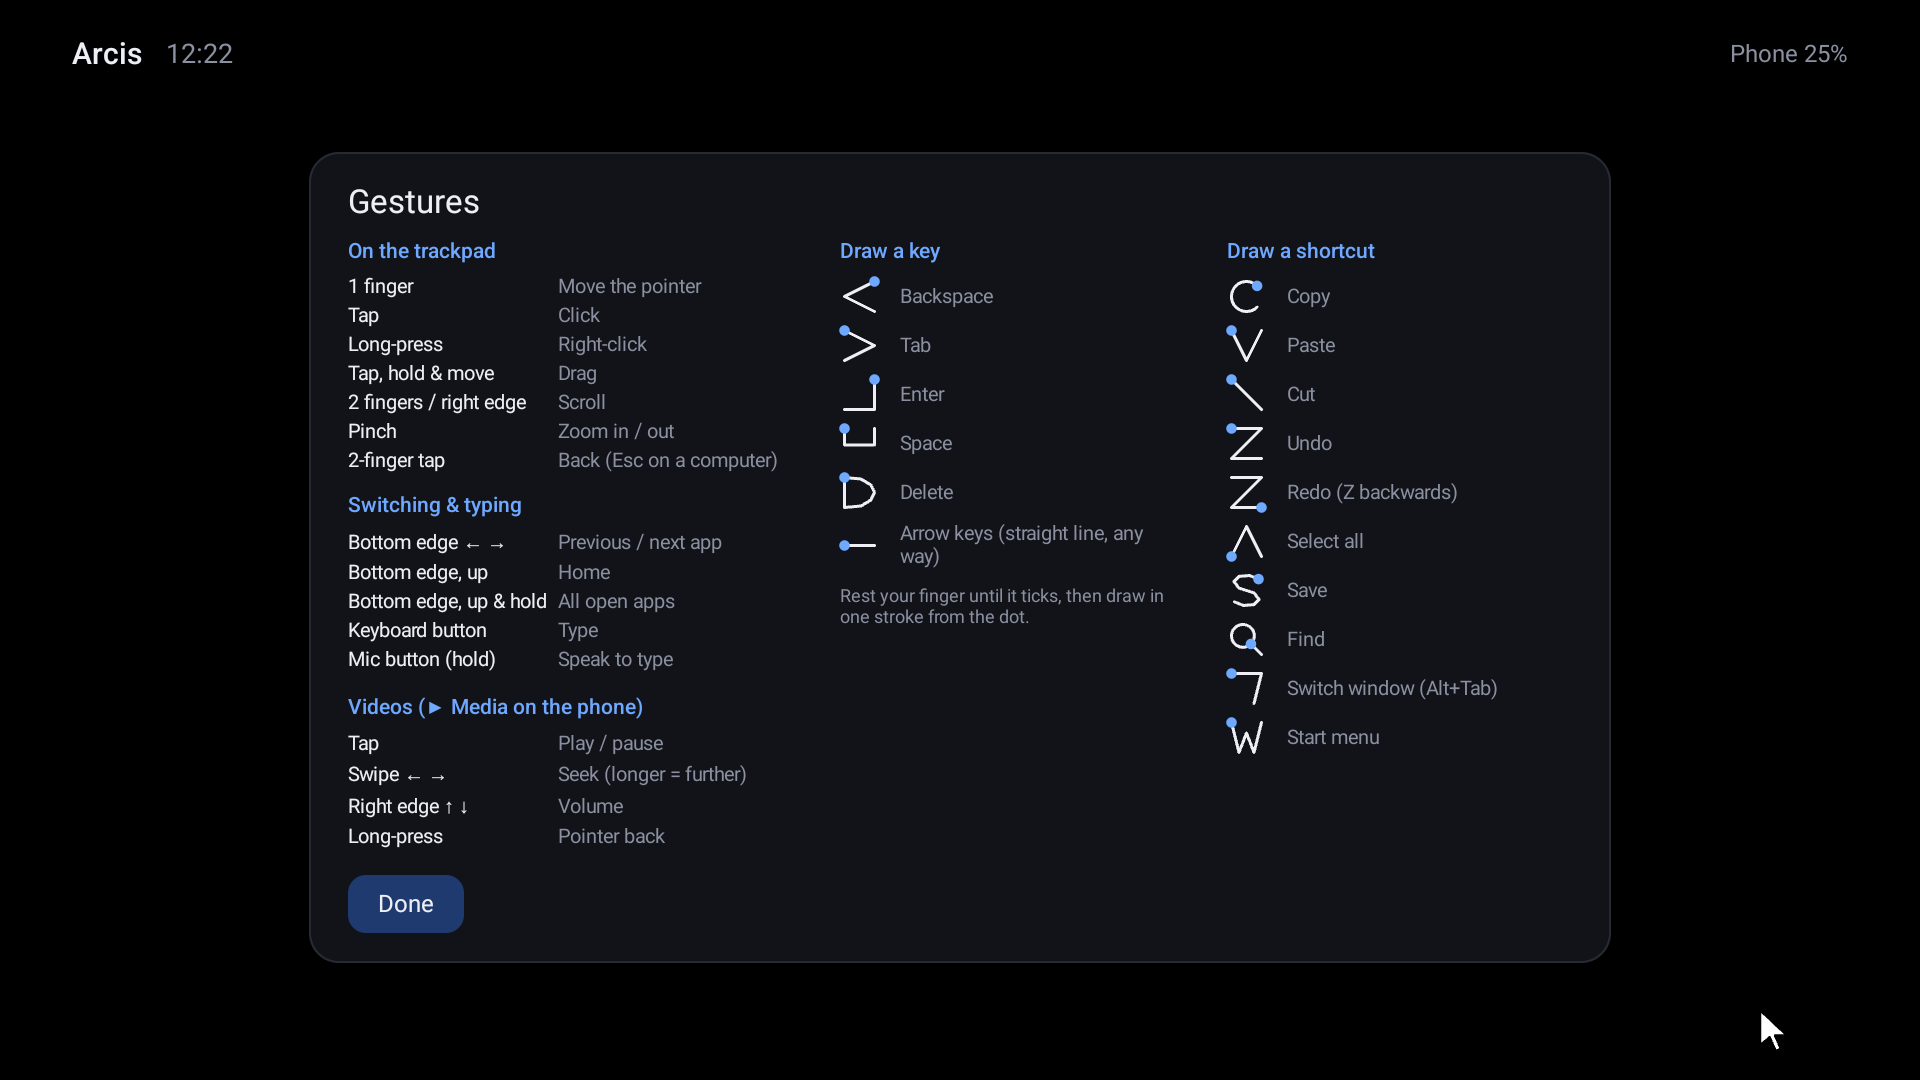 Arcis 12:22
Phone 25%
Gestures
On the trackpad
1 finger Move the pointer
Tap Click
Long-press Right-click
Tap, hold & move Drag
2 fingers / right edge Scroll
Pinch Zoom in / out
2-finger tap Back (Esc on a computer)
Switching & typing
Bottom edge ← → Previous / next app
Bottom edge, up Home
Bottom edge, up & hold All open apps
Keyboard button Type
Mic button (hold) Speak to type
Videos (► Media on the phone)
Tap Play / pause
Swipe ← → Seek (longer = further)
Right edge ↑ ↓ Volume
Long-press Pointer back
Done
Draw a key
Backspace
Tab
Enter
Space
Delete
Arrow keys (straight line, any
way)
Rest your finger until it ticks, then draw in
one stroke from the dot.
Draw a shortcut
Copy
Paste
Cut
Undo
Redo (Z backwards)
Select all
Save
Find
Switch window (Alt+Tab)
Start menu